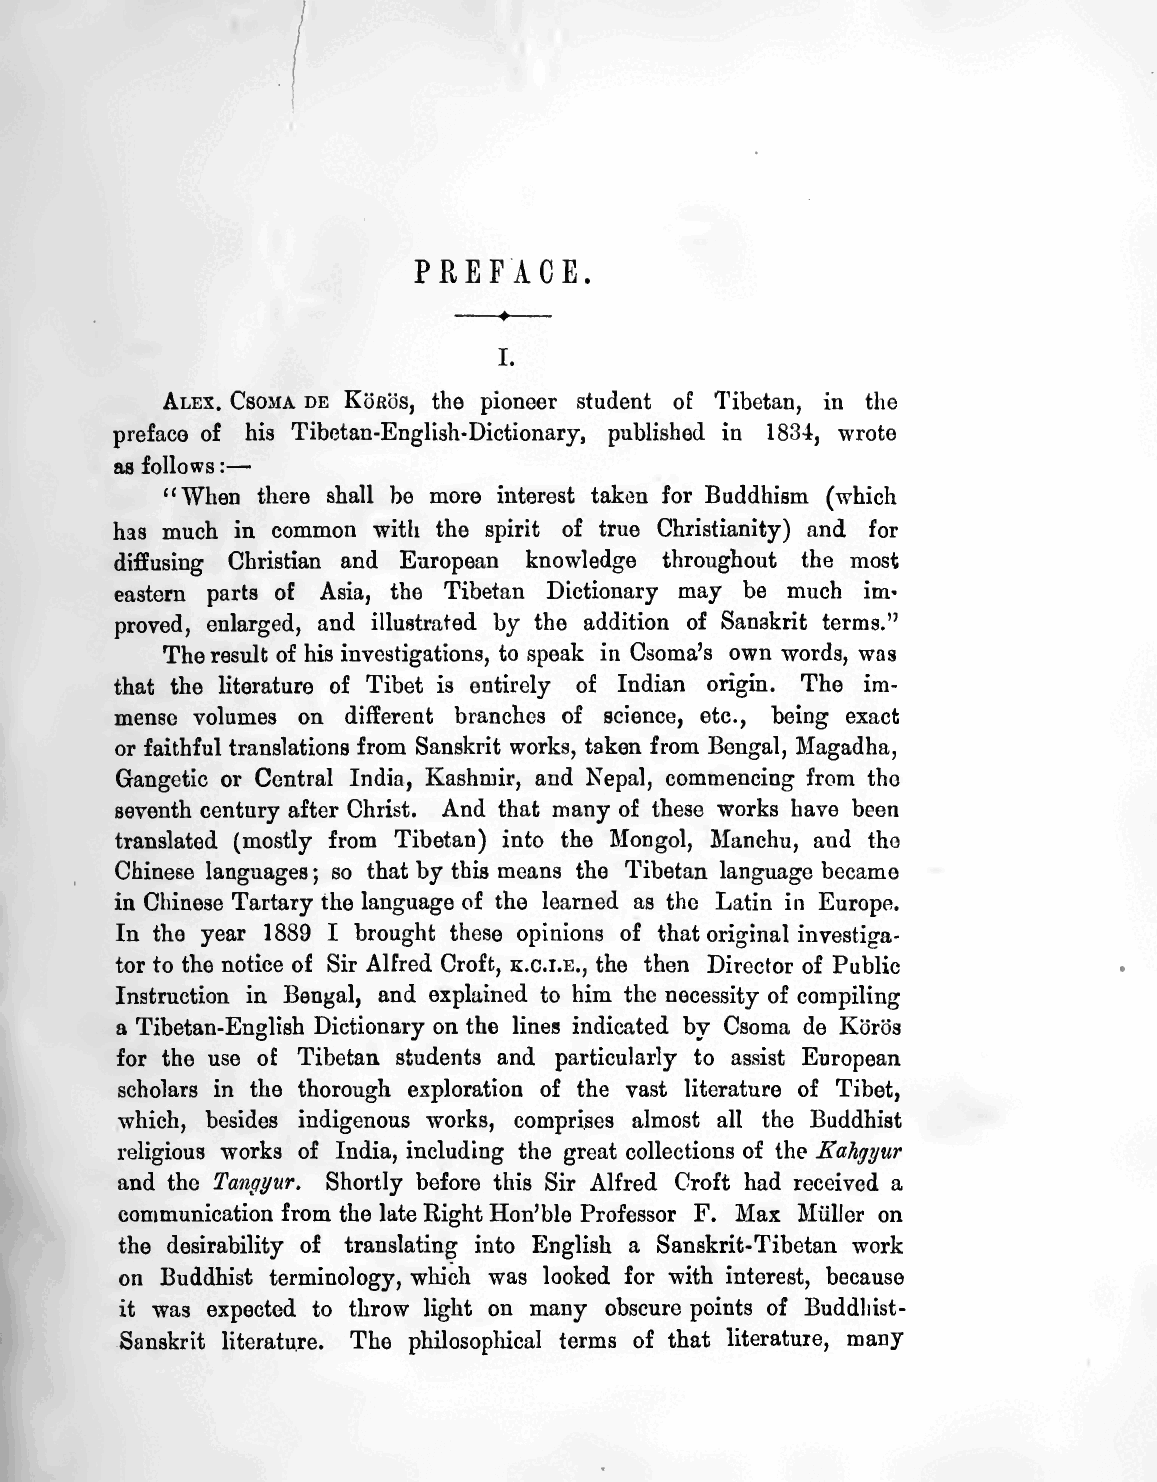 PREFACE.
I.
ALEX. CSOMA DE KÖRÖS, the pioneer student of Tibetan, in the
preface of his Tibetan-English-Dictionary, published in 1834, wrote
as follows:—
"When there shall be more interest taken for Buddhism (which
has much in common with the spirit of true Christianity) and for
diffusing Christian and European knowledge throughout the most
eastern parts of Asia, the Tibetan Dictionary may be much im-
proved, enlarged, and illustrated by the addition of Sanskrit terms."
The result of his investigations, to speak in Csoma's own words, was
that the literature of Tibet is entirely of Indian origin. The im-
mense volumes on different branches of science, etc., being exact
or faithful translations from Sanskrit works, taken from Bengal, Magadha,
Gangetic or Central India, Kashmir, and Nepal, commencing from the
seventh century after Christ. And that many of these works have been
translated (mostly from Tibetan) into the Mongol, Manchu, and the
Chinese languages; so that by this means the Tibetan language became
in Chinese Tartary the language of the learned as the Latin in Europe.
In the year 1889 I brought these opinions of that original investiga-
tor to the notice of Sir Alfred Croft, K.C.I.E., the then Director of Public
Instruction in Bengal, and explained to him the necessity of compiling
a Tibetan-English Dictionary on the lines indicated by Csoma de Körös
for the use of Tibetan students and particularly to assist European
scholars in the thorough exploration of the vast literature of Tibet,
which, besides indigenous works, comprises almost all the Buddhist
religious works of India, including the great collections of the Kahgyur
and the Tangyur. Shortly before this Sir Alfred Croft had received a
communication from the late Right Hon'ble Professor F. Max Müller on
the desirability of translating into English a Sanskrit-Tibetan work
on Buddhist terminology, which was looked for with interest, because
it was expected to throw light on many obscure points of Buddhist-
Sanskrit literature. The philosophical terms of that literature, many